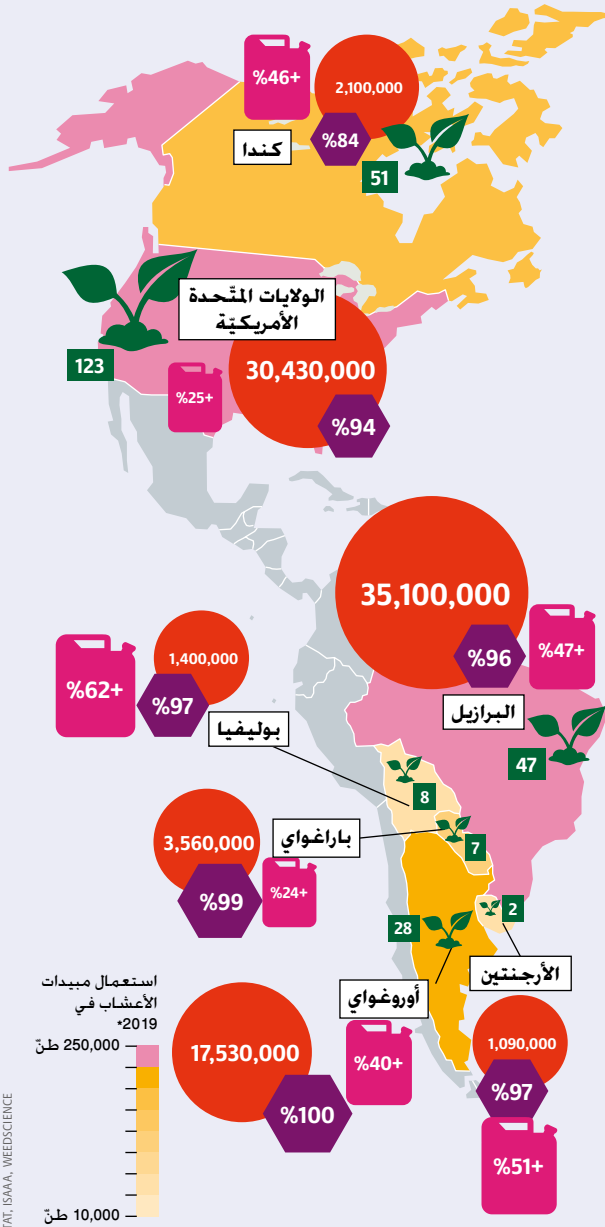 %46+
2,100,000
%84
كندا
51
الولايات المتّحدة
الأمريكيّة
123
30,430,000
%25+
%94
35,100,000
%96
%47+
البرازيل
47
1,400,000
%62+
%97
بوليفيا
8
3,560,000
باراغواي
7
%99
%24+
2
28
الأرجنتين
أوروغواي
استعمال مبيدات
الأعشاب في
2019*
250,000 طنّ
10,000 طنّ
17,530,000
%40+
%100
1,090,000
%97
%51+
TAT, ISAAA, WEEDSCIENCE